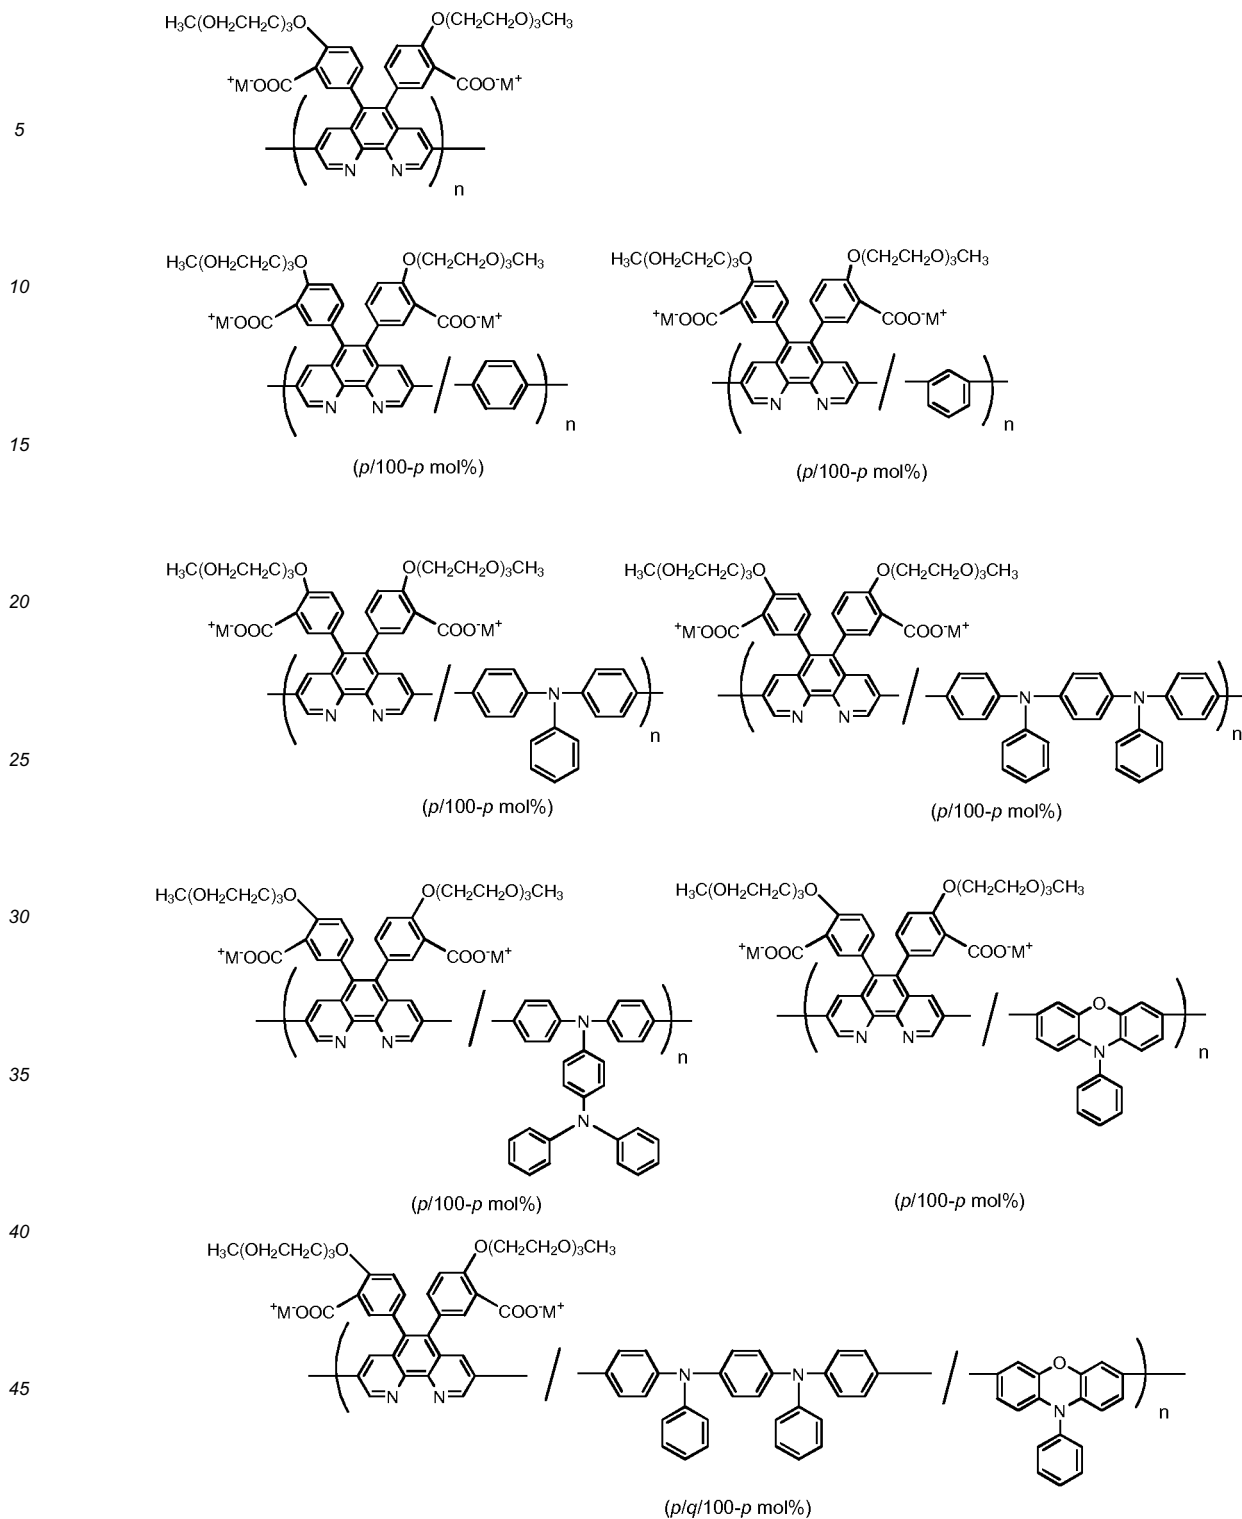 H₃C(OH₂CH₂C)₃O O(CH₂CH₂O)₃CH₃
⁺M⁻OOC COO⁻M⁺
5
N N
n
H₃C(OH₂CH₂C)₃O O(CH₂CH₂O)₃CH₃ H₃C(OH₂CH₂C)₃O O(CH₂CH₂O)₃CH₃
10
⁺M⁻OOC COO⁻M⁺ ⁺M⁻OOC COO⁻M⁺
N N N N
n n
15
(p/100-p mol%) (p/100-p mol%)
H₃C(OH₂CH₂C)₃O O(CH₂CH₂O)₃CH₃ H₃C(OH₂CH₂C)₃O O(CH₂CH₂O)₃CH₃
20
⁺M⁻OOC COO⁻M⁺ ⁺M⁻OOC COO⁻M⁺
N N N
N N N N
n n
25
(p/100-p mol%) (p/100-p mol%)
H₃C(OH₂CH₂C)₃O O(CH₂CH₂O)₃CH₃ H₃C(OH₂CH₂C)₃O O(CH₂CH₂O)₃CH₃
30
⁺M⁻OOC COO⁻M⁺ ⁺M⁻OOC COO⁻M⁺
O
N
N N N N N
n n
35
N
(p/100-p mol%) (p/100-p mol%)
40
H₃C(OH₂CH₂C)₃O O(CH₂CH₂O)₃CH₃
⁺M⁻OOC COO⁻M⁺
O
N N
45
N N N
n
(p/q/100-p mol%)